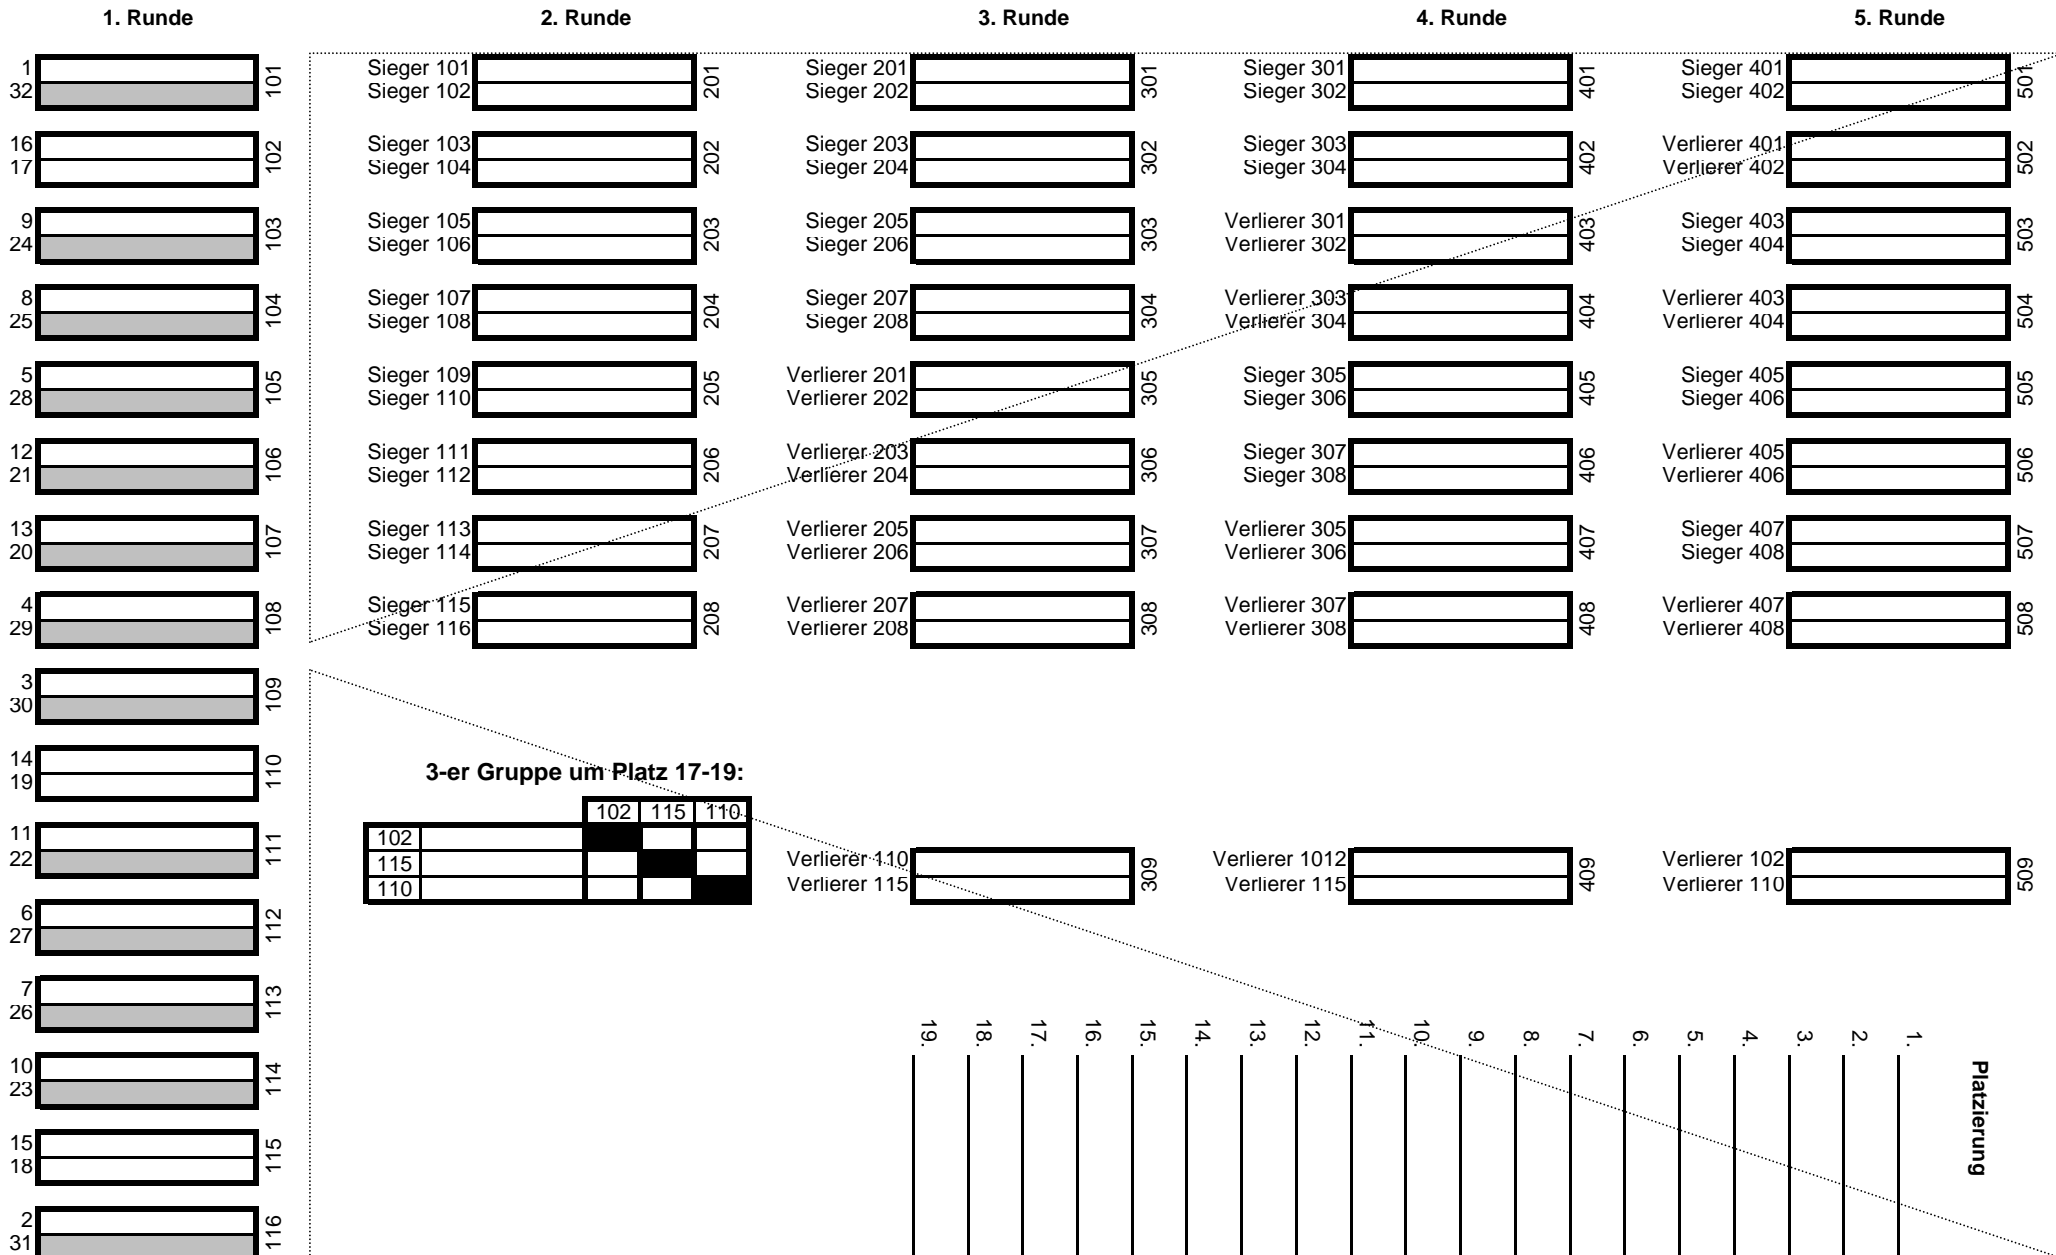 1. Runde 2. Runde 3. Runde 4. Runde 5. Runde
1 101 Sieger 101 201 Sieger 201 301 Sieger 301 401 Sieger 401 501
32 Sieger 102 Sieger 202 Sieger 302 Sieger 402
16 102 Sieger 103 202 Sieger 203 302 Sieger 303 402 Verlierer 401 502
17 Sieger 104 Sieger 204 Sieger 304 Verlierer 402
9 103 Sieger 105 203 Sieger 205 303 Verlierer 301 403 Sieger 403 503
24 Sieger 106 Sieger 206 Verlierer 302 Sieger 404
8 104 Sieger 107 204 Sieger 207 304 Verlierer 303 404 Verlierer 403 504
25 Sieger 108 Sieger 208 Verlierer 304 Verlierer 404
5 105 Sieger 109 205 Verlierer 201 305 Sieger 305 405 Sieger 405 505
28 Sieger 110 Verlierer 202 Sieger 306 Sieger 406
12 106 Sieger 111 206 Verlierer 203 306 Sieger 307 406 Verlierer 405 506
21 Sieger 112 Verlierer 204 Sieger 308 Verlierer 406
13 107 Sieger 113 207 Verlierer 205 307 Verlierer 305 407 Sieger 407 507
20 Sieger 114 Verlierer 206 Verlierer 306 Sieger 408
4 108 Sieger 115 208 Verlierer 207 308 Verlierer 307 408 Verlierer 407 508
29 Sieger 116 Verlierer 208 Verlierer 308 Verlierer 408
3 109
30
14 110
19
3-er Gruppe um Platz 17-19:
102 115 110
11 111 102
22 115 Verlierer 110 309 Verlierer 1012 409 Verlierer 102 509
110 Verlierer 115 Verlierer 115 Verlierer 110
6 112
27
7 113
26
19. 18. 17. 16. 15. 14. 13. 12. 11. 10. 9. 8. 7. 6. 5. 4. 3. 2. 1. Platzierung
10 114
23
15 115
18
2 116
31